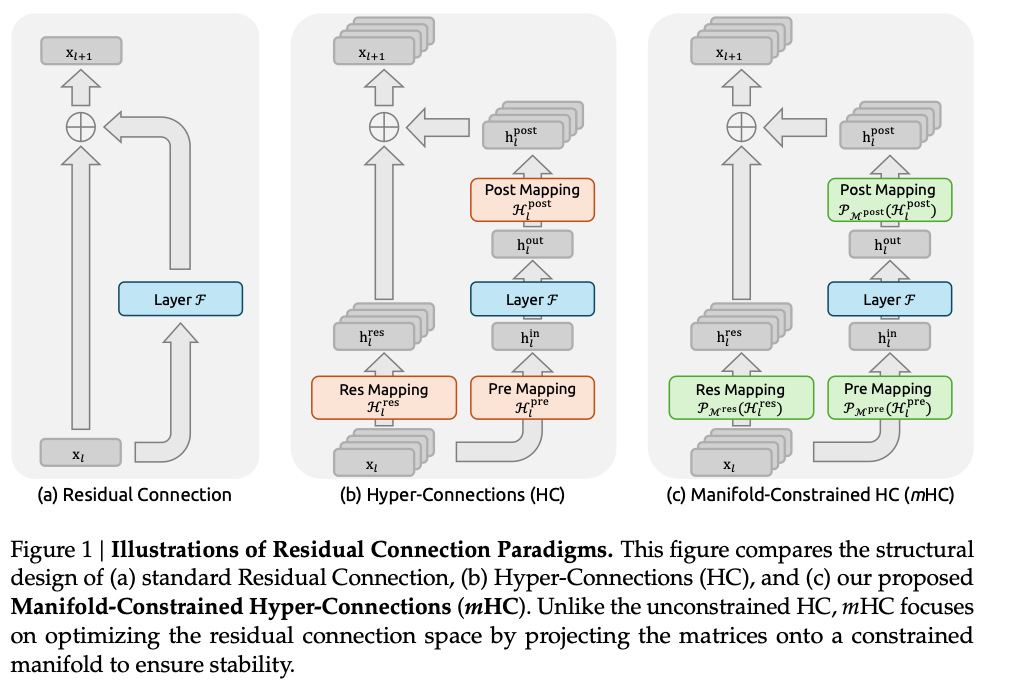 x_{l+1}
Layer ℱ
x_l
(a) Residual Connection
x_{l+1}
h_l^{post}
Post Mapping
ℋ_l^{post}
h_l^{out}
Layer ℱ
h_l^{res}
h_l^{in}
Res Mapping
ℋ_l^{res}
Pre Mapping
ℋ_l^{pre}
x_l
(b) Hyper-Connections (HC)
x_{l+1}
h_l^{post}
Post Mapping
𝒫_{ℳ^{post}}(ℋ_l^{post})
h_l^{out}
Layer ℱ
h_l^{res}
h_l^{in}
Res Mapping
𝒫_{ℳ^{res}}(ℋ_l^{res})
Pre Mapping
𝒫_{ℳ^{pre}}(ℋ_l^{pre})
x_l
(c) Manifold-Constrained HC (mHC)
Figure 1 | Illustrations of Residual Connection Paradigms. This figure compares the structural
design of (a) standard Residual Connection, (b) Hyper-Connections (HC), and (c) our proposed
Manifold-Constrained Hyper-Connections (mHC). Unlike the unconstrained HC, mHC focuses
on optimizing the residual connection space by projecting the matrices onto a constrained
manifold to ensure stability.